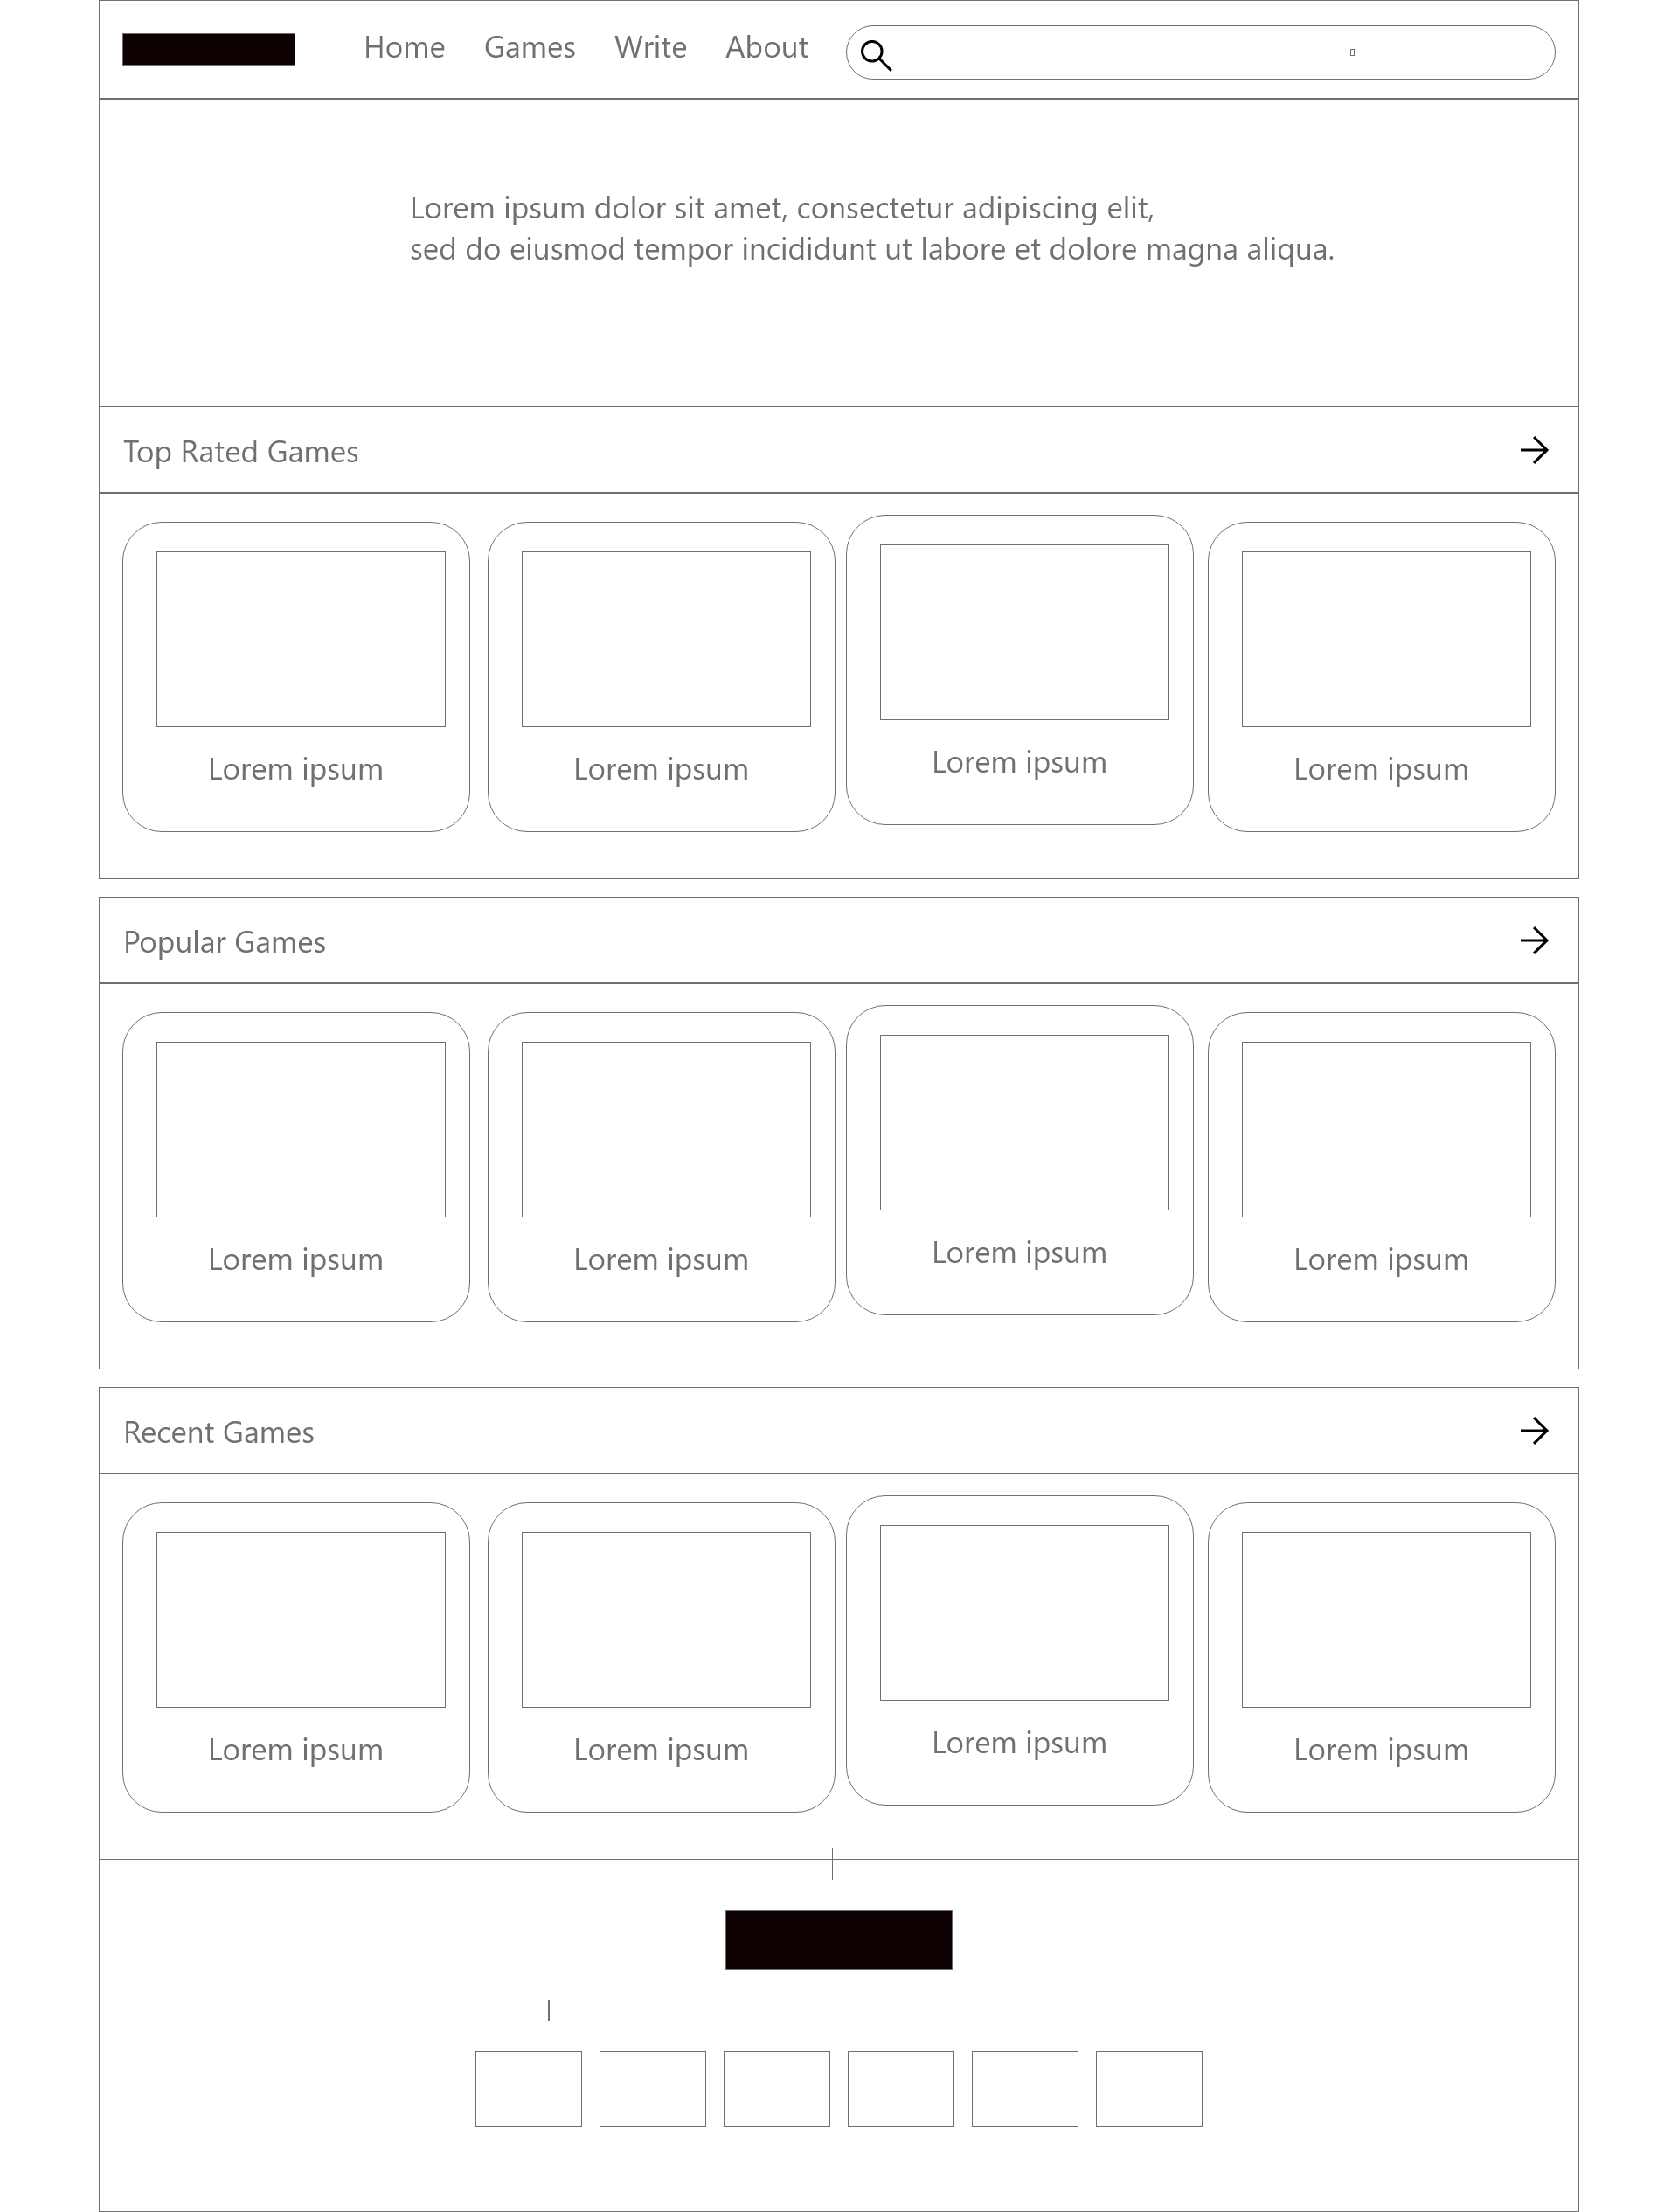 Home Games Write About
Lorem ipsum dolor sit amet, consectetur adipiscing elit,
sed do eiusmod tempor incididunt ut labore et dolore magna aliqua.
Top Rated Games
Lorem ipsum Lorem ipsum Lorem ipsum Lorem ipsum
Popular Games
Lorem ipsum Lorem ipsum Lorem ipsum Lorem ipsum
Recent Games
Lorem ipsum Lorem ipsum Lorem ipsum Lorem ipsum